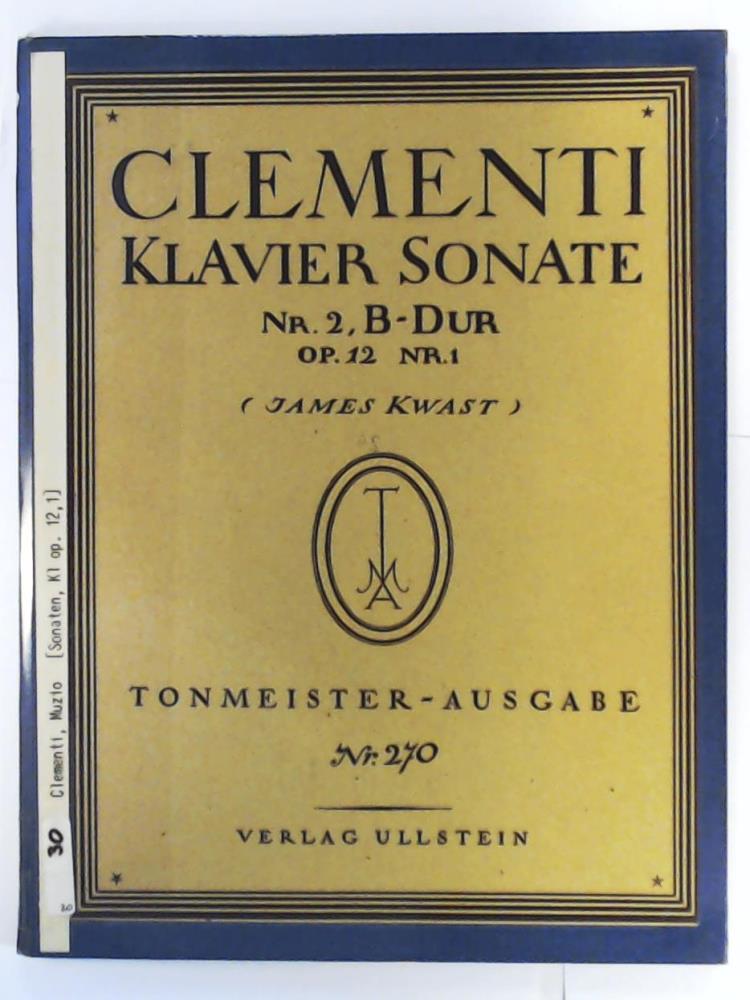 CLEMENTI
KLAVIER SONATE
NR. 2, B-DUR
OP. 12 NR. 1
( JAMES KWAST )
TMA
TONMEISTER-AUSGABE
Nr. 270
VERLAG ULLSTEIN
Clementi, Muzio [Sonaten, Kl op. 12,1]
30